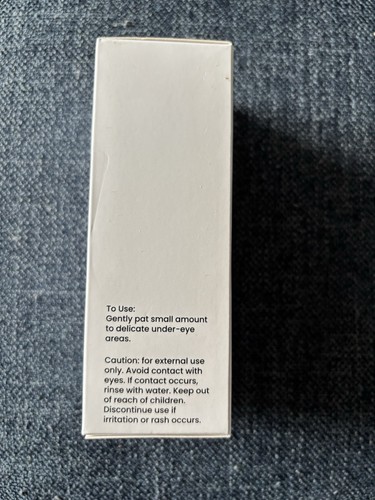 To Use:
Gently pat small amount
to delicate under-eye
areas.
Caution: for external use
only. Avoid contact with
eyes. If contact occurs,
rinse with water. Keep out
of reach of children.
Discontinue use if
irritation or rash occurs.